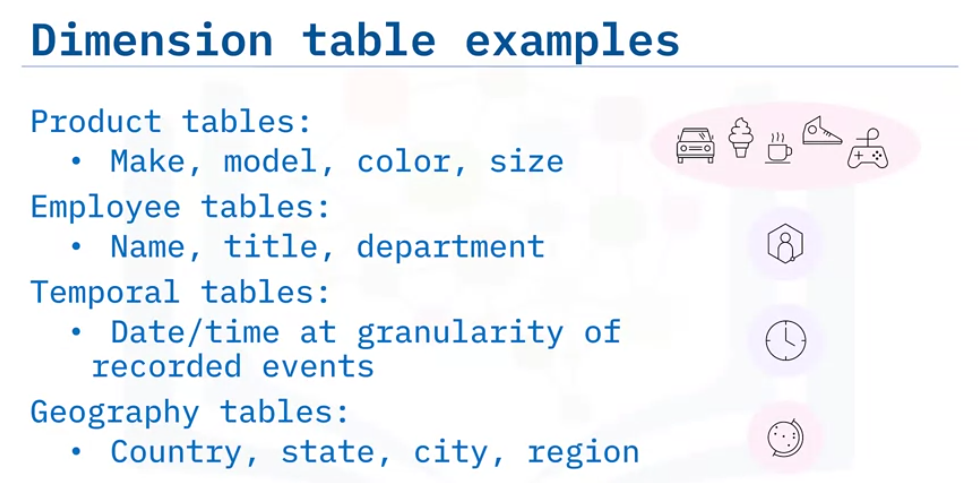 Dimension table examples
Product tables:
• Make, model, color, size
Employee tables:
• Name, title, department
Temporal tables:
• Date/time at granularity of
recorded events
Geography tables:
• Country, state, city, region